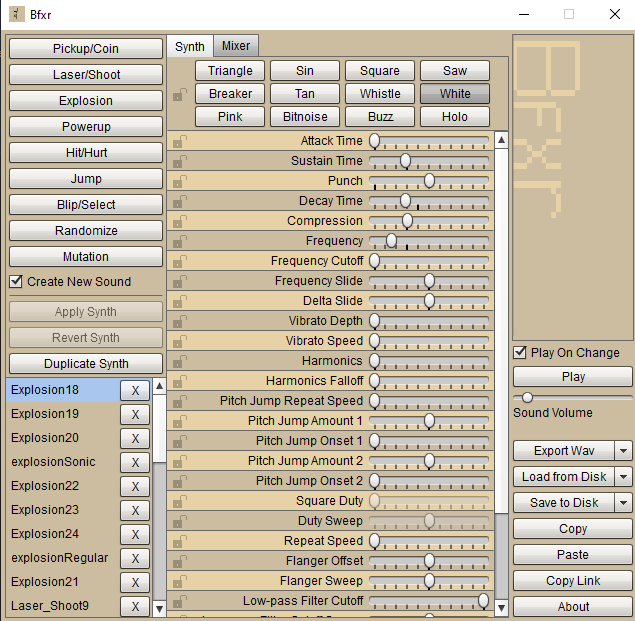 Bfxr
Pickup/Coin
Laser/Shoot
Explosion
Powerup
Hit/Hurt
Jump
Blip/Select
Randomize
Mutation
Create New Sound
Apply Synth
Revert Synth
Duplicate Synth
Explosion18 X
Explosion19 X
Explosion20 X
explosionSonic X
Explosion22 X
Explosion23 X
Explosion24 X
explosionRegular X
Explosion21 X
Laser_Shoot9 X
Synth Mixer
Triangle Sin Square Saw
Breaker Tan Whistle White
Pink Bitnoise Buzz Holo
Attack Time
Sustain Time
Punch
Decay Time
Compression
Frequency
Frequency Cutoff
Frequency Slide
Delta Slide
Vibrato Depth
Vibrato Speed
Harmonics
Harmonics Falloff
Pitch Jump Repeat Speed
Pitch Jump Amount 1
Pitch Jump Onset 1
Pitch Jump Amount 2
Pitch Jump Onset 2
Square Duty
Duty Sweep
Repeat Speed
Flanger Offset
Flanger Sweep
Low-pass Filter Cutoff
BFXR
Play On Change
Play
Sound Volume
Export Wav
Load from Disk
Save to Disk
Copy
Paste
Copy Link
About